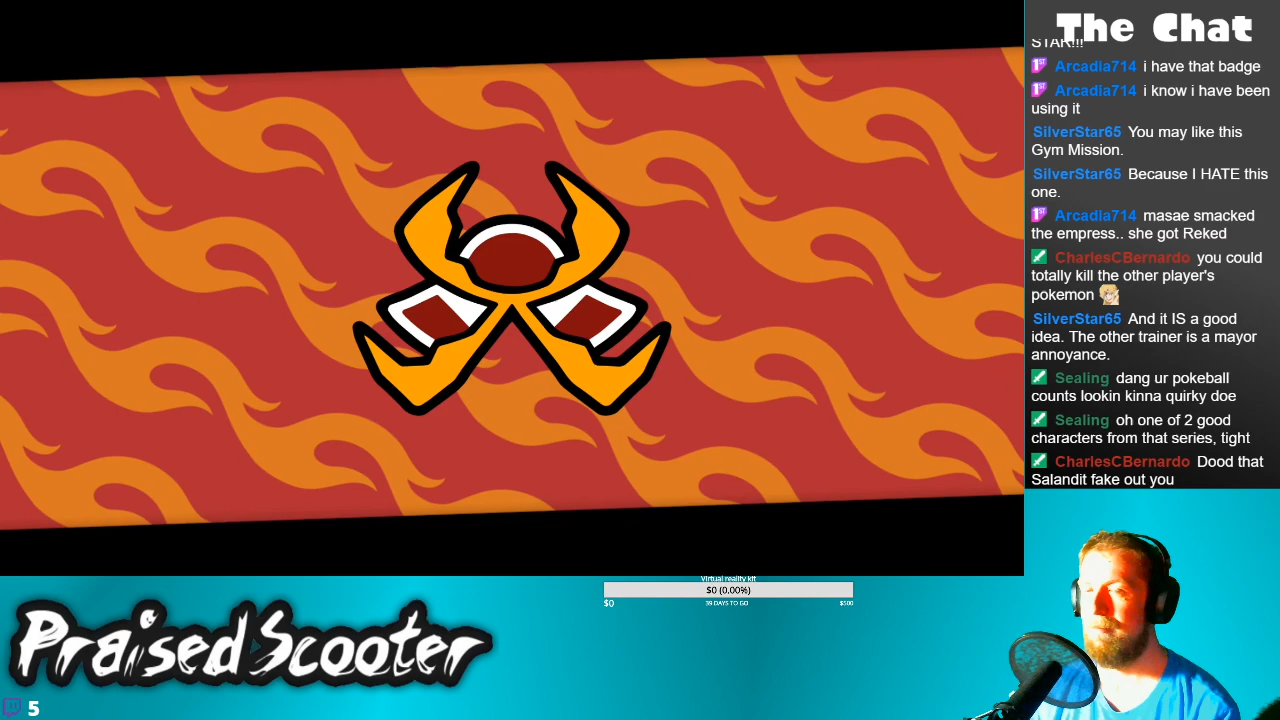 The Chat
STAR!!!
Arcadia714 i have that badge
Arcadia714 i know i have been
using it
SilverStar65 You may like this
Gym Mission.
SilverStar65 Because I HATE this
one.
Arcadia714 masae smacked
the empress.. she got Reked
CharlesCBernardo you could
totally kill the other player's
pokemon
SilverStar65 And it IS a good
idea. The other trainer is a mayor
annoyance.
Sealing dang ur pokeball
counts lookin kinna quirky doe
Sealing oh one of 2 good
characters from that series, tight
CharlesCBernardo Dood that
Salandit fake out you
Virtual reality kit
$0 (0.00%)
$0 39 DAYS TO GO $500
PraisedScooter
5